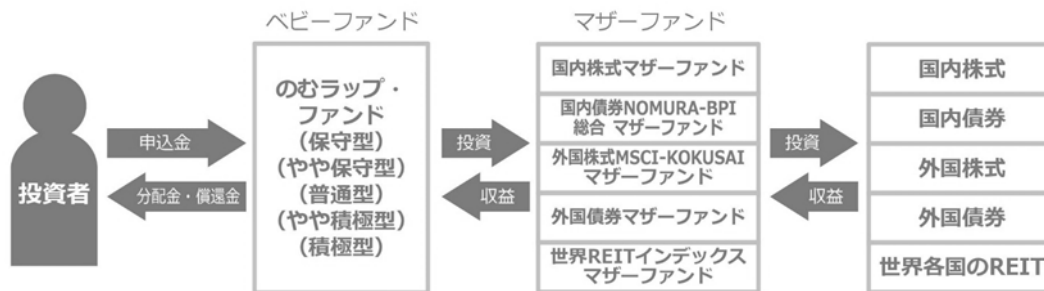 ベビーファンド
マザーファンド
投資者
申込金
分配金・償還金
のむラップ・
ファンド
(保守型)
(やや保守型)
(普通型)
(やや積極型)
(積極型)
投資
収益
国内株式マザーファンド
国内債券NOMURA-BPI
総合 マザーファンド
外国株式MSCI-KOKUSAI
マザーファンド
外国債券マザーファンド
世界REITインデックス
マザーファンド
投資
収益
国内株式
国内債券
外国株式
外国債券
世界各国のREIT